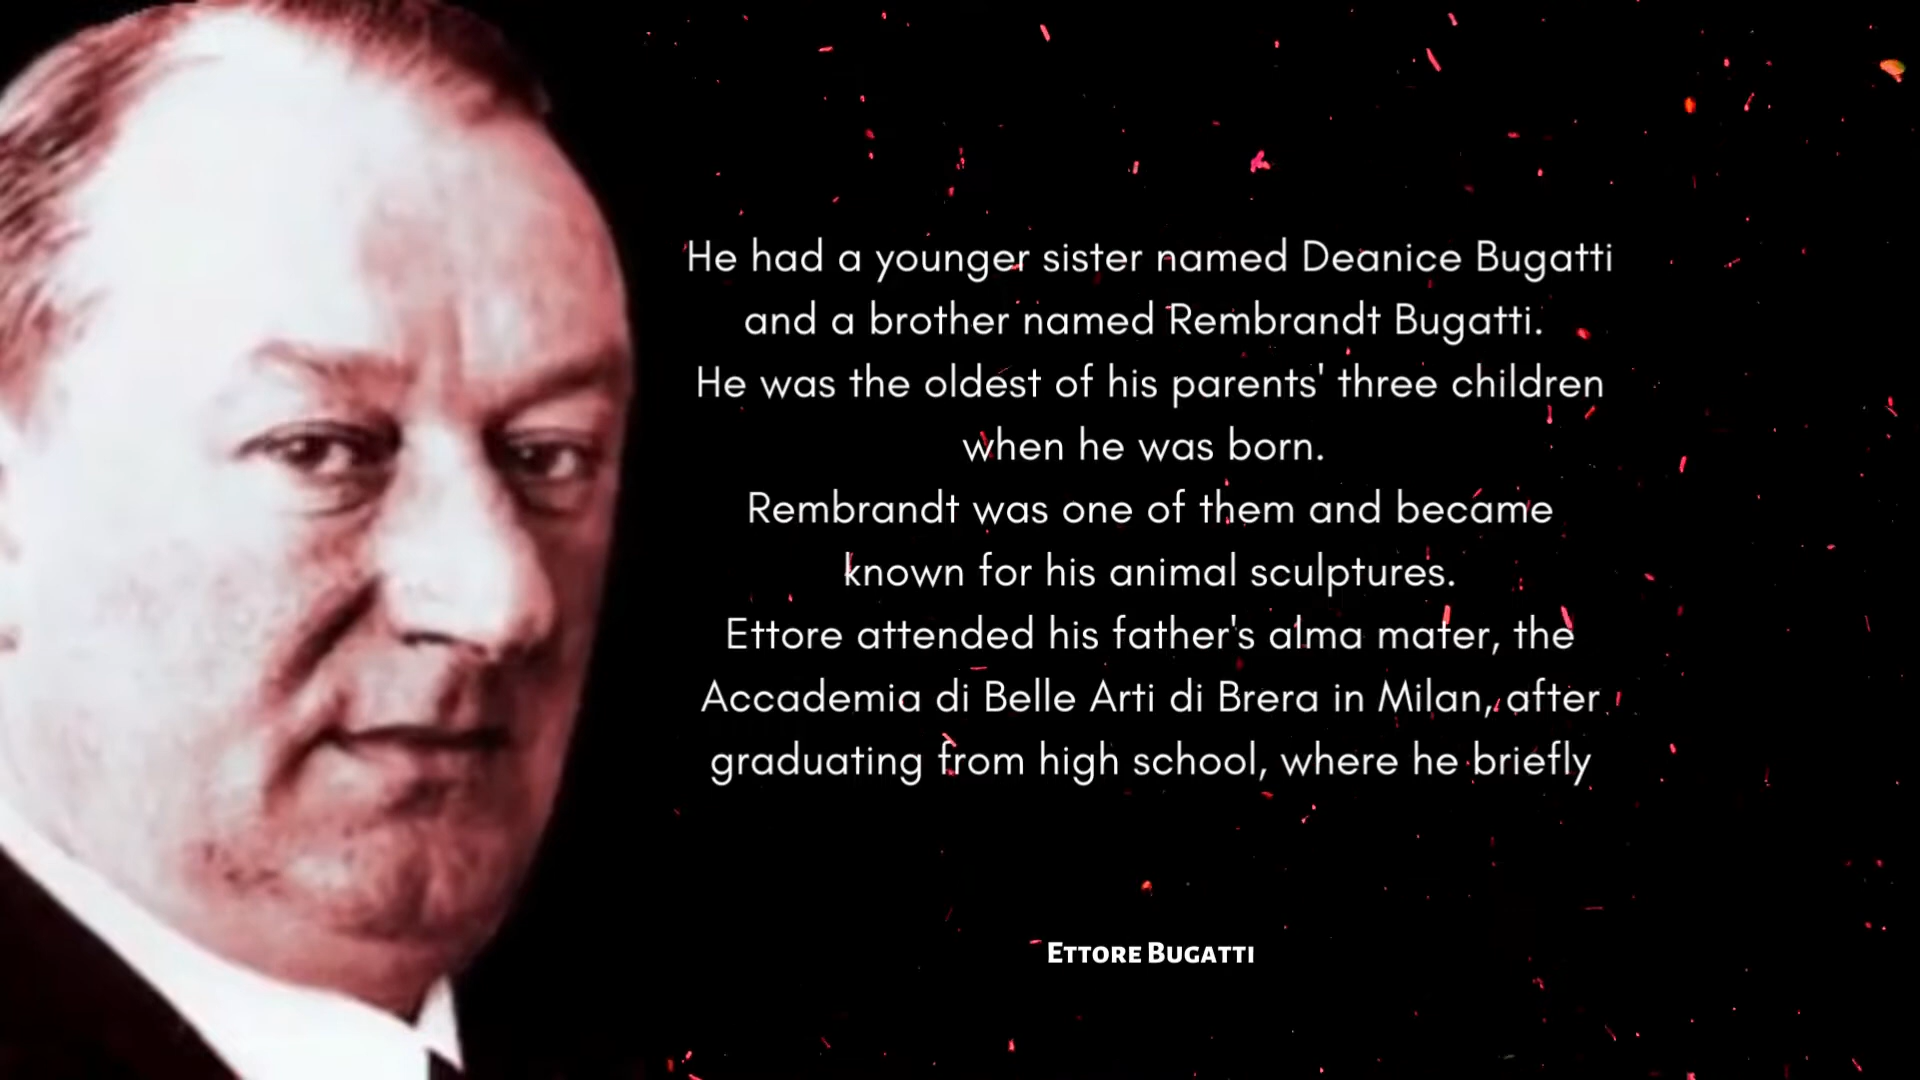 He had a younger sister named Deanice Bugatti
and a brother named Rembrandt Bugatti.
He was the oldest of his parents' three children
when he was born.
Rembrandt was one of them and became
known for his animal sculptures.
Ettore attended his father's alma mater, the
Accademia di Belle Arti di Brera in Milan, after
graduating from high school, where he briefly
Ettore Bugatti